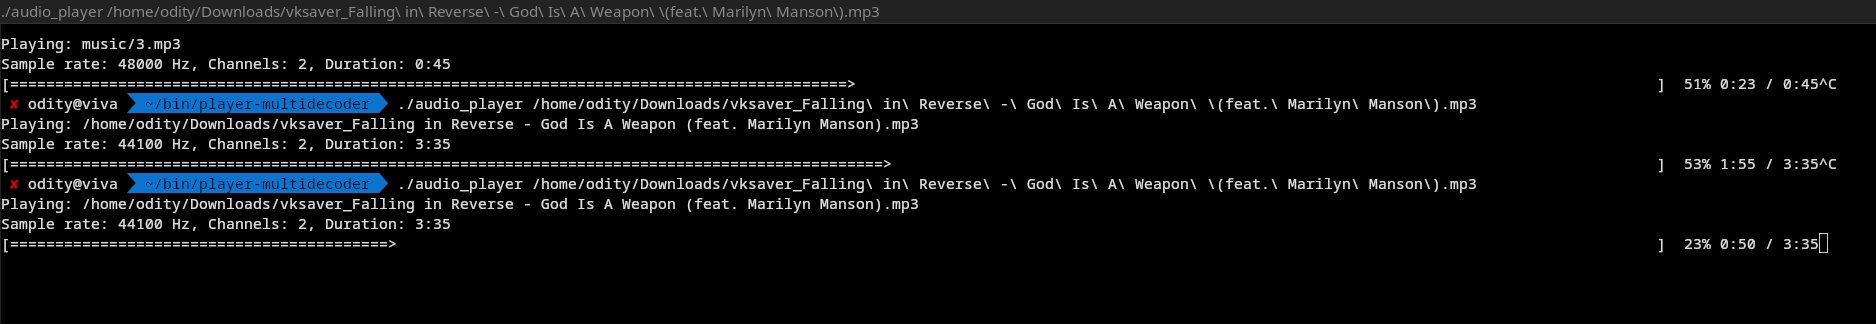 ./audio_player /home/odity/Downloads/vksaver_Falling\ in\ Reverse\ -\ God\ Is\ A\ Weapon\ \(feat.\ Marilyn\ Manson\).mp3
Playing: music/3.mp3
Sample rate: 48000 Hz, Channels: 2, Duration: 0:45
[=============================================================================================> ] 51% 0:23 / 0:45^C
✘ odity@viva ~/bin/player-multidecoder ./audio_player /home/odity/Downloads/vksaver_Falling\ in\ Reverse\ -\ God\ Is\ A\ Weapon\ \(feat.\ Marilyn\ Manson\).mp3
Playing: /home/odity/Downloads/vksaver_Falling in Reverse - God Is A Weapon (feat. Marilyn Manson).mp3
Sample rate: 44100 Hz, Channels: 2, Duration: 3:35
[=================================================================================================> ] 53% 1:55 / 3:35^C
✘ odity@viva ~/bin/player-multidecoder ./audio_player /home/odity/Downloads/vksaver_Falling\ in\ Reverse\ -\ God\ Is\ A\ Weapon\ \(feat.\ Marilyn\ Manson\).mp3
Playing: /home/odity/Downloads/vksaver_Falling in Reverse - God Is A Weapon (feat. Marilyn Manson).mp3
Sample rate: 44100 Hz, Channels: 2, Duration: 3:35
[==========================================> ] 23% 0:50 / 3:35